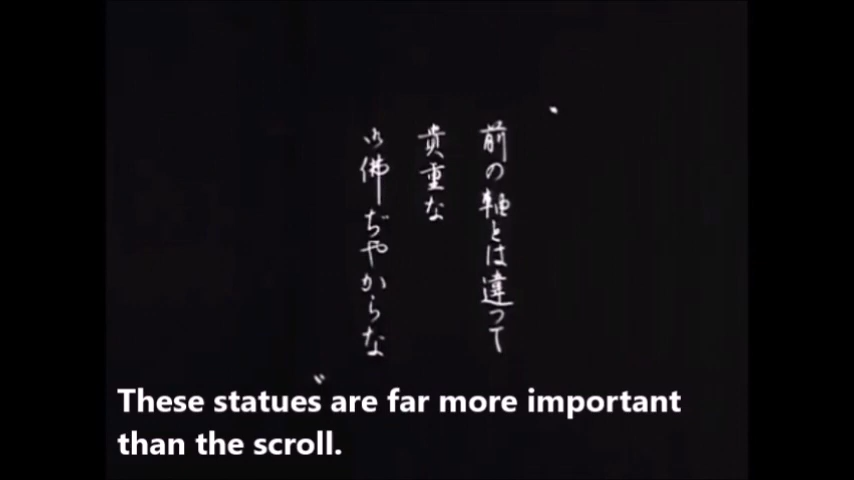 前の軸とは違って
貴重な
み佛ぢやからな
These statues are far more important
than the scroll.